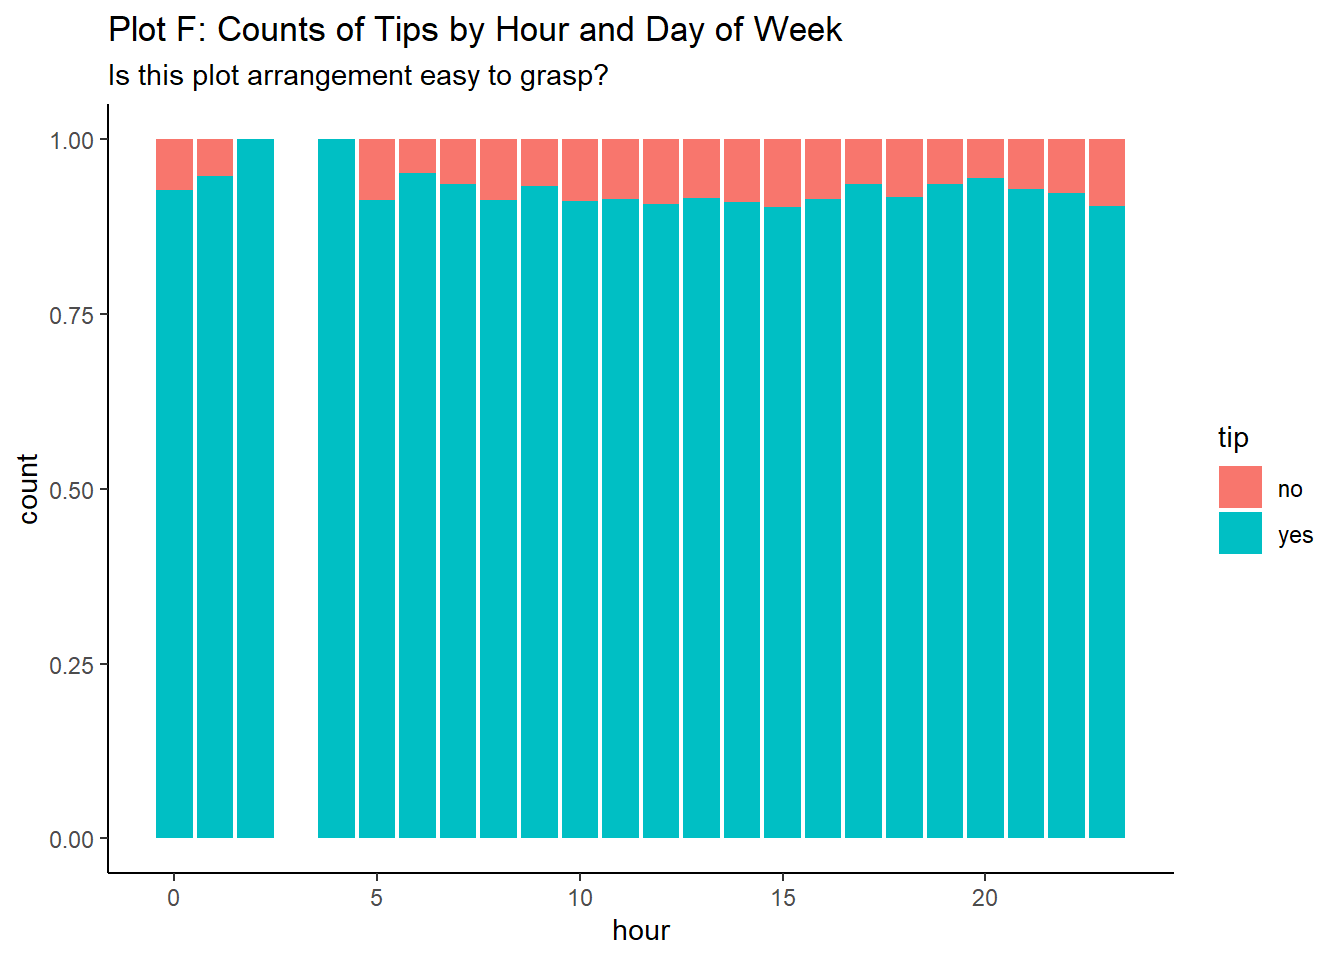 Plot F: Counts of Tips by Hour and Day of Week
Is this plot arrangement easy to grasp?
1.00
0.75
0.50
0.25
0.00
count
0 5 10 15 20
hour
tip
no
yes